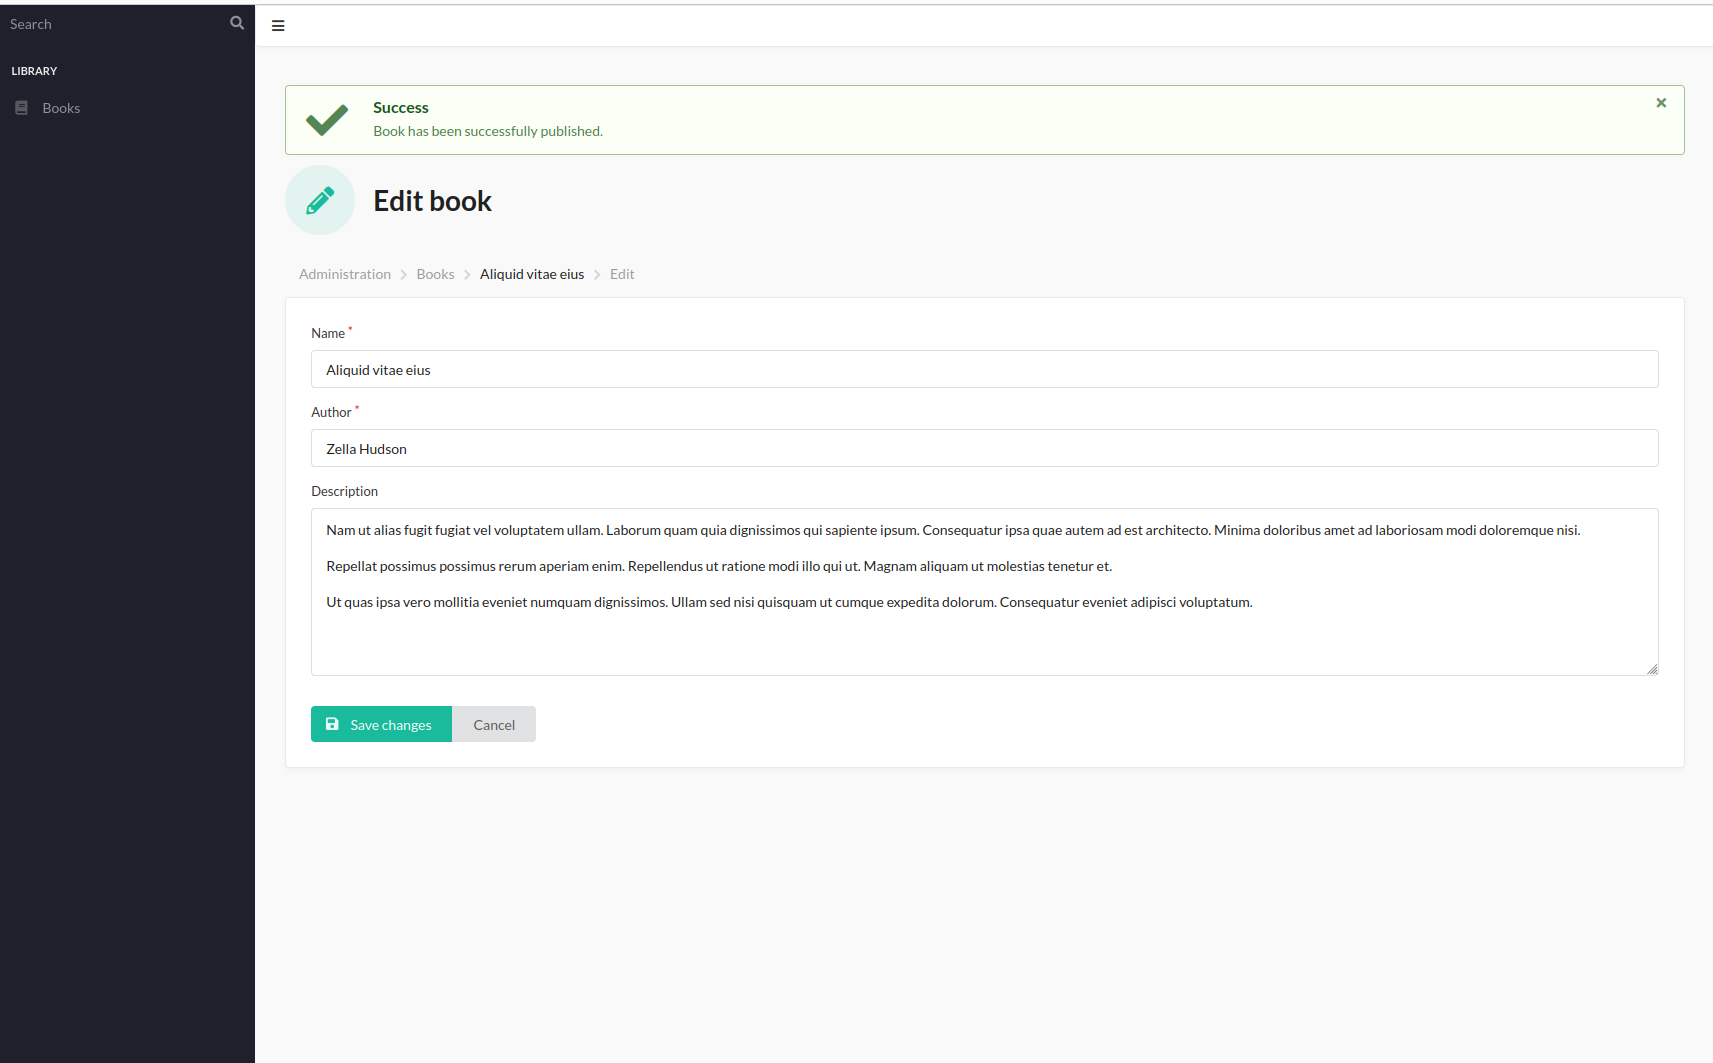 Search
LIBRARY
Books
Success
Book has been successfully published.
Edit book
Administration
Books
Aliquid vitae eius
Edit
Name *
Aliquid vitae eius
Author *
Zella Hudson
Description
Nam ut alias fugit fugiat vel voluptatem ullam. Laborum quam quia dignissimos qui sapiente ipsum. Consequatur ipsa quae autem ad est architecto. Minima doloribus amet ad laboriosam modi doloremque nisi.
Repellat possimus possimus rerum aperiam enim. Repellendus ut ratione modi illo qui ut. Magnam aliquam ut molestias tenetur et.
Ut quas ipsa vero mollitia eveniet numquam dignissimos. Ullam sed nisi quisquam ut cumque expedita dolorum. Consequatur eveniet adipisci voluptatum.
Save changes
Cancel